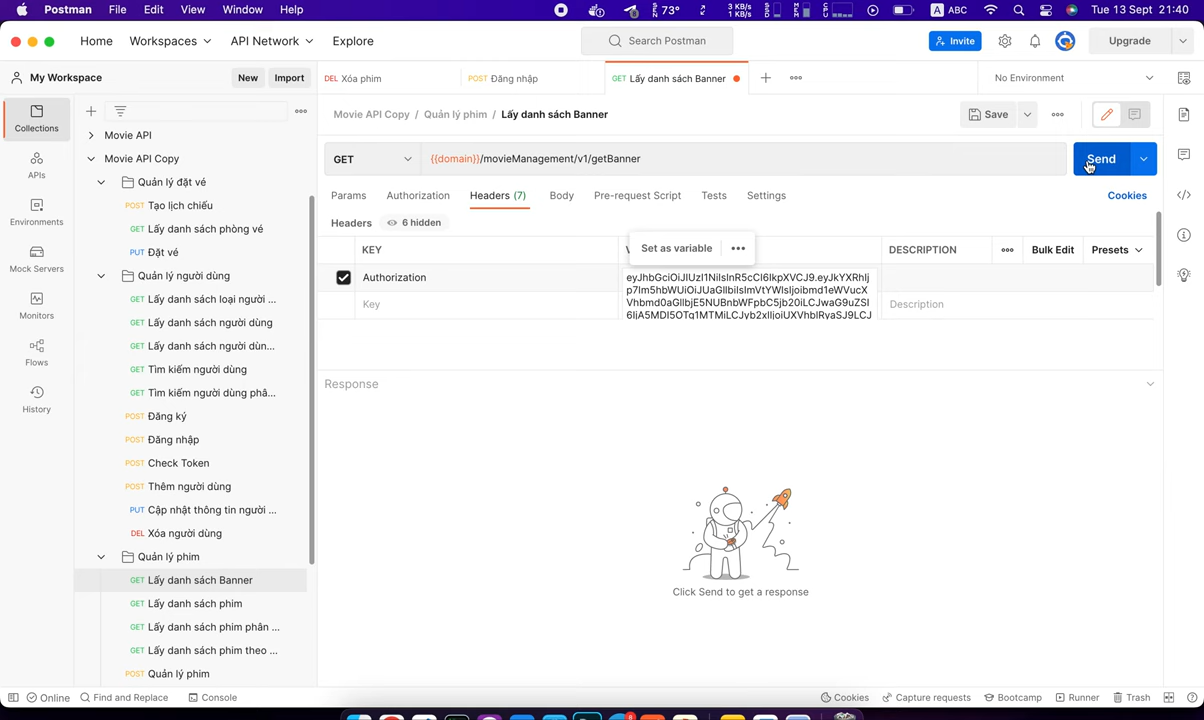 Postman File Edit View Window Help
73° 3 KB/s 1 KB/s A ABC Tue 13 Sept 21:40
Home Workspaces API Network Explore Search Postman Invite Upgrade
My Workspace New Import DEL Xóa phim POST Đăng nhập GET Lấy danh sách Banner No Environment
Collections
APIs
Environments
Mock Servers
Monitors
Flows
History
Movie API
Movie API Copy
Quản lý đặt vé
POST Tạo lịch chiếu
GET Lấy danh sách phòng vé
PUT Đặt vé
Quản lý người dùng
GET Lấy danh sách loại người ...
GET Lấy danh sách người dùng
GET Lấy danh sách người dùn...
GET Tìm kiếm người dùng
GET Tìm kiếm người dùng phâ...
POST Đăng ký
POST Đăng nhập
POST Check Token
POST Thêm người dùng
PUT Cập nhật thông tin người ...
DEL Xóa người dùng
Quản lý phim
GET Lấy danh sách Banner
GET Lấy danh sách phim
GET Lấy danh sách phim phân ...
GET Lấy danh sách phim theo ...
POST Quản lý phim
Movie API Copy / Quản lý phim / Lấy danh sách Banner Save
GET {{domain}}/movieManagement/v1/getBanner Send
Params Authorization Headers (7) Body Pre-request Script Tests Settings Cookies
Headers 6 hidden
KEY DESCRIPTION Bulk Edit Presets
Set as variable
Authorization
Key Description
Response
Click Send to get a response
Online Find and Replace Console Cookies Capture requests Bootcamp Runner Trash